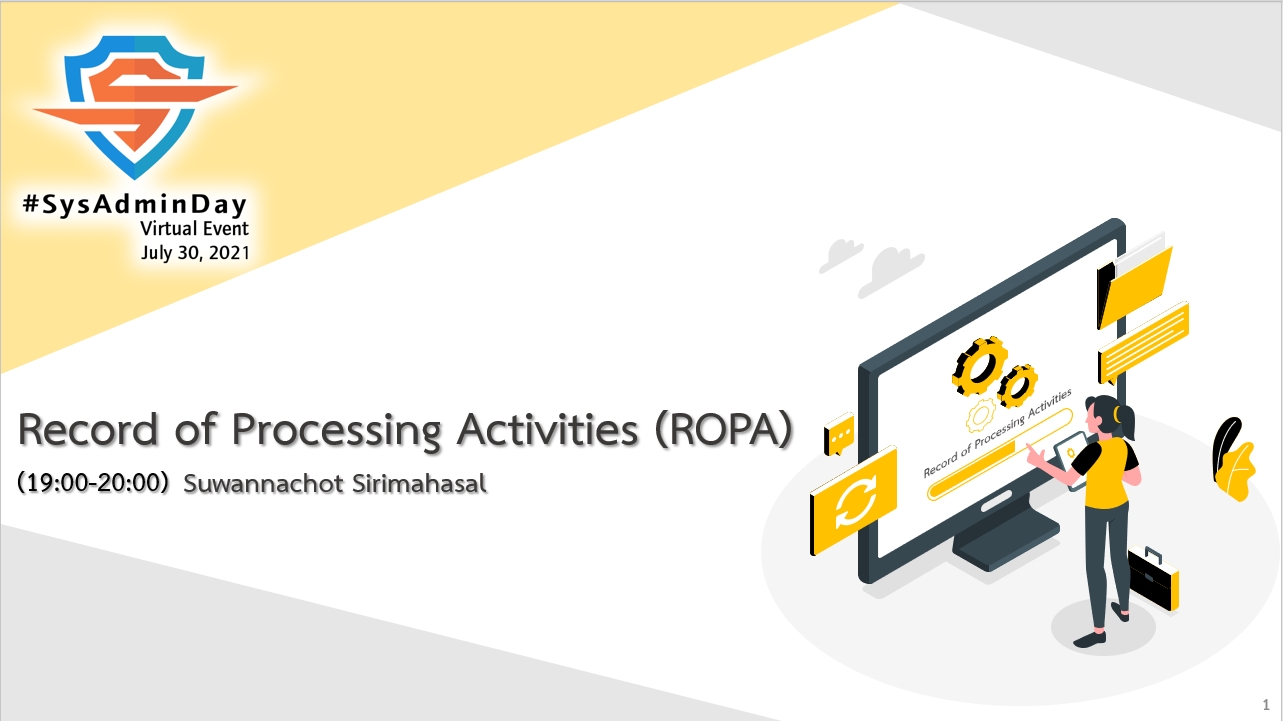 #SysAdminDay
Virtual Event
July 30, 2021
Record of Processing Activities (ROPA)
(19:00-20:00) Suwannachot Sirimahasal
Record of Processing Activities
1